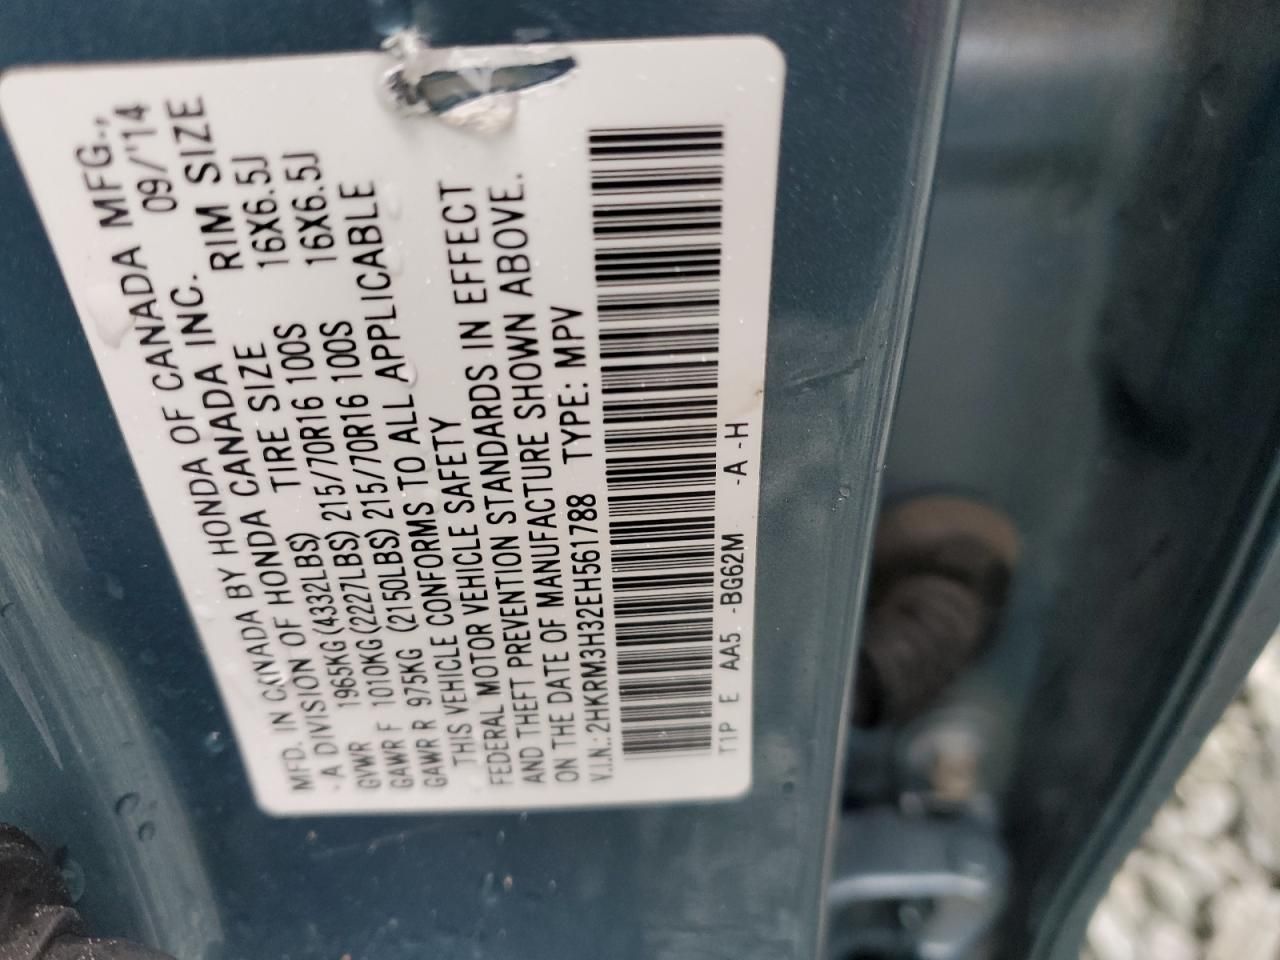 MFD. IN CANADA BY HONDA OF CANADA MFG.,
-A DIVISION OF HONDA CANADA INC. 09/'14
GVWR 1965KG(4332LBS) TIRE SIZE RIM SIZE
GAWR F 1010KG(2227LBS) 215/70R16 100S 16X6.5J
GAWR R 975KG (2150LBS) 215/70R16 100S 16X6.5J
THIS VEHICLE CONFORMS TO ALL APPLICABLE
FEDERAL MOTOR VEHICLE SAFETY
AND THEFT PREVENTION STANDARDS IN EFFECT
ON THE DATE OF MANUFACTURE SHOWN ABOVE.
V.I.N.: 2HKRM3H32EH561788 TYPE: MPV
T1P E AA5. -BG62M -A -H